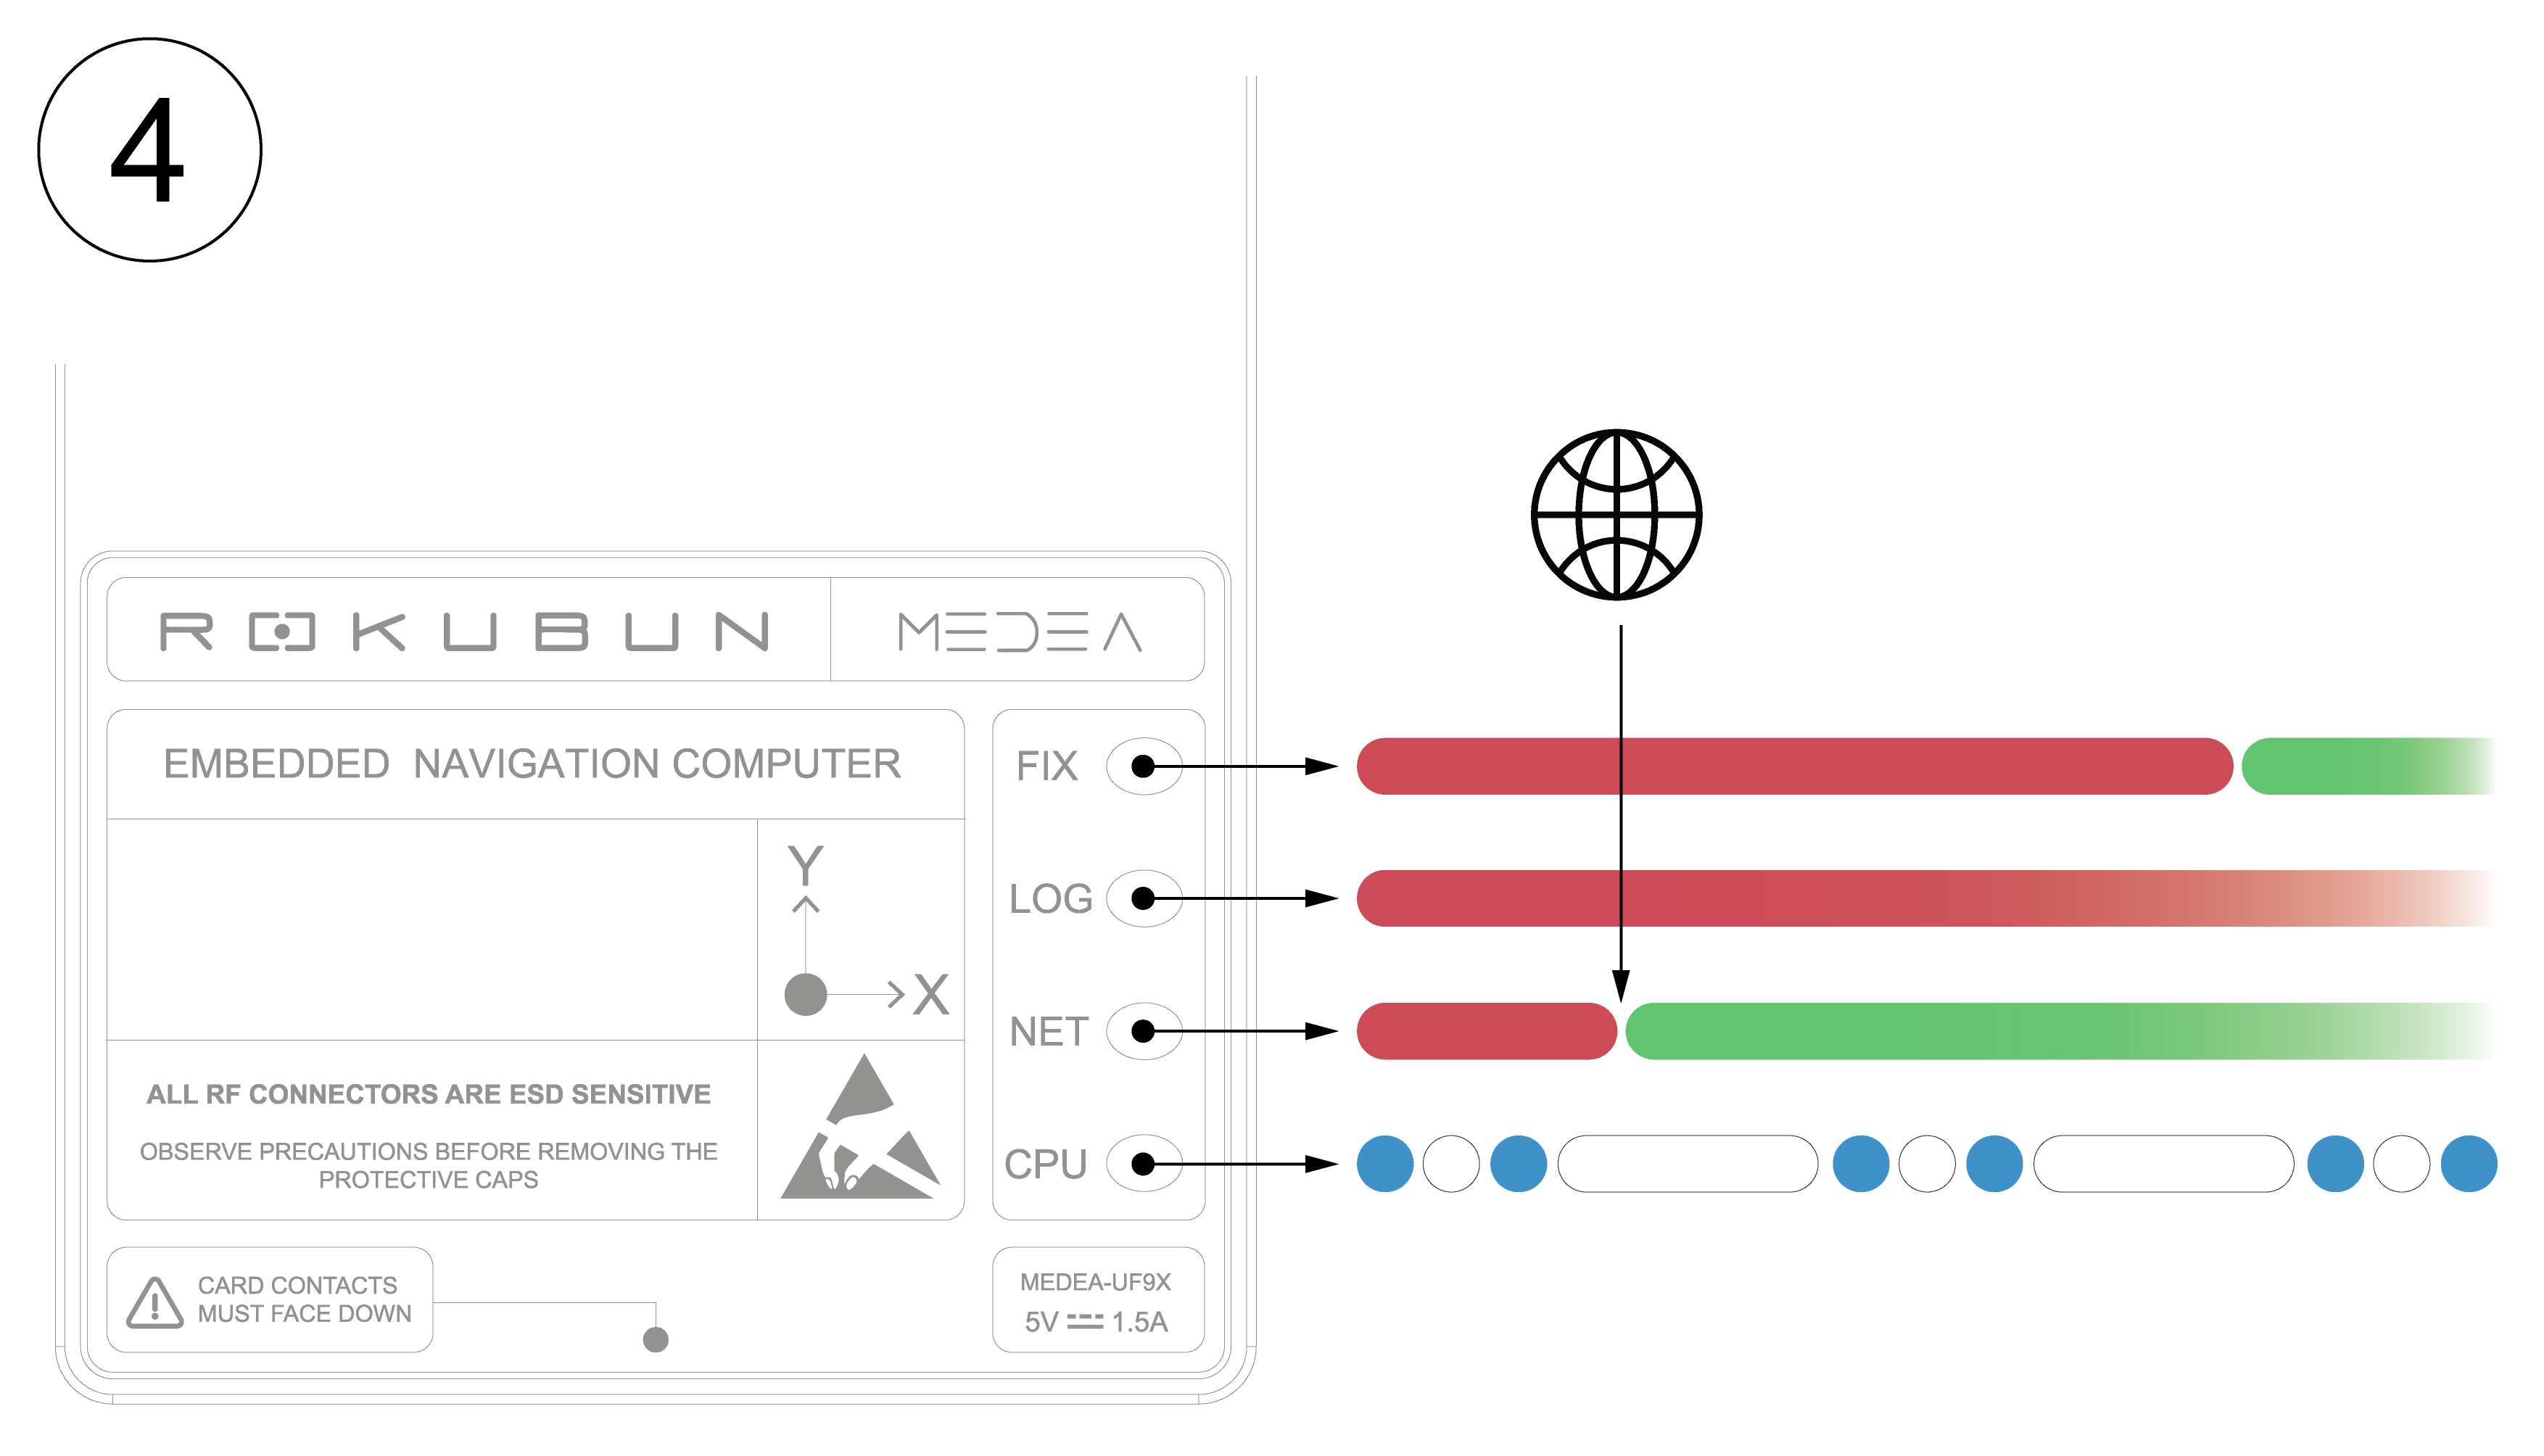 4
ROKUBUN MEDEA
EMBEDDED NAVIGATION COMPUTER
Y
X
ALL RF CONNECTORS ARE ESD SENSITIVE
OBSERVE PRECAUTIONS BEFORE REMOVING THE
PROTECTIVE CAPS
FIX
LOG
NET
CPU
CARD CONTACTS
MUST FACE DOWN
MEDEA-UF9X
5V 1.5A